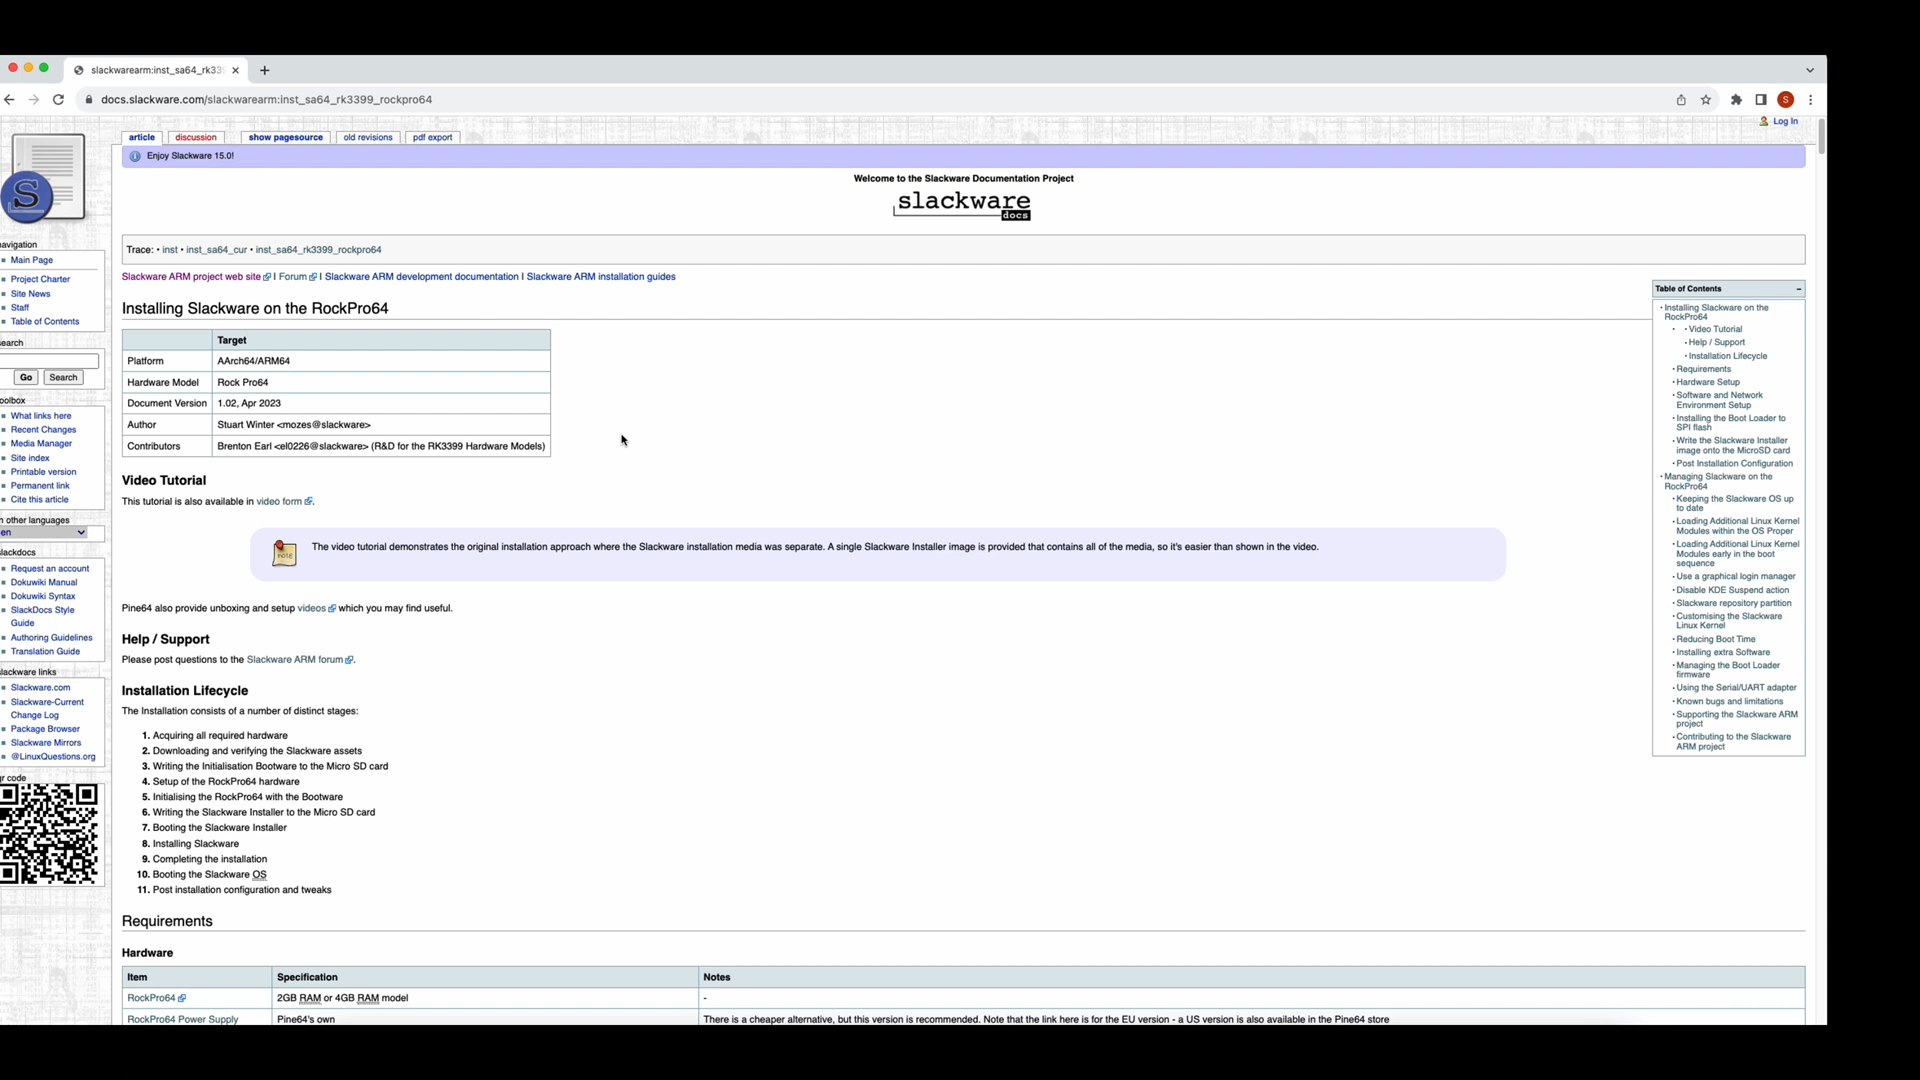 slackwarearm:inst_sa64_rk33
docs.slackware.com/slackwarearm:inst_sa64_rk3399_rockpro64
S
Log In
article discussion show pagesource old revisions pdf export
Enjoy Slackware 15.0!
Welcome to the Slackware Documentation Project
slackware
docs
Trace: • inst • inst_sa64_cur • inst_sa64_rk3399_rockpro64
Slackware ARM project web site | Forum | Slackware ARM development documentation | Slackware ARM installation guides
Installing Slackware on the RockPro64
Target
Platform AArch64/ARM64
Hardware Model Rock Pro64
Document Version 1.02, Apr 2023
Author Stuart Winter <mozes@slackware>
Contributors Brenton Earl <el0226@slackware> (R&D for the RK3399 Hardware Models)
Video Tutorial
This tutorial is also available in video form.
NOTE
The video tutorial demonstrates the original installation approach where the Slackware installation media was separate. A single Slackware Installer image is provided that contains all of the media, so it's easier than shown in the video.
Pine64 also provide unboxing and setup videos which you may find useful.
Help / Support
Please post questions to the Slackware ARM forum.
Installation Lifecycle
The Installation consists of a number of distinct stages:
1. Acquiring all required hardware
2. Downloading and verifying the Slackware assets
3. Writing the Initialisation Bootware to the Micro SD card
4. Setup of the RockPro64 hardware
5. Initialising the RockPro64 with the Bootware
6. Writing the Slackware Installer to the Micro SD card
7. Booting the Slackware Installer
8. Installing Slackware
9. Completing the installation
10. Booting the Slackware OS
11. Post installation configuration and tweaks
Requirements
Hardware
Item Specification Notes
RockPro64 2GB RAM or 4GB RAM model -
RockPro64 Power Supply Pine64's own There is a cheaper alternative, but this version is recommended. Note that the link here is for the EU version - a US version is also available in the Pine64 store
S
navigation
Main Page
Project Charter
Site News
Staff
Table of Contents
search
Go Search
toolbox
What links here
Recent Changes
Media Manager
Site index
Printable version
Permanent link
Cite this article
in other languages
en
slackdocs
Request an account
Dokuwiki Manual
Dokuwiki Syntax
SlackDocs Style
Guide
Authoring Guidelines
Translation Guide
slackware links
Slackware.com
Slackware-Current
Change Log
Package Browser
Slackware Mirrors
@LinuxQuestions.org
qr code
Table of Contents –
• Installing Slackware on the
RockPro64
• • Video Tutorial
• Help / Support
• Installation Lifecycle
• Requirements
• Hardware Setup
• Software and Network
Environment Setup
• Installing the Boot Loader to
SPI flash
• Write the Slackware Installer
image onto the MicroSD card
• Post Installation Configuration
• Managing Slackware on the
RockPro64
• Keeping the Slackware OS up
to date
• Loading Additional Linux Kernel
Modules within the OS Proper
• Loading Additional Linux Kernel
Modules early in the boot
sequence
• Use a graphical login manager
• Disable KDE Suspend action
• Slackware repository partition
• Customising the Slackware
Linux Kernel
• Reducing Boot Time
• Installing extra Software
• Managing the Boot Loader
firmware
• Using the Serial/UART adapter
• Known bugs and limitations
• Supporting the Slackware ARM
project
• Contributing to the Slackware
ARM project